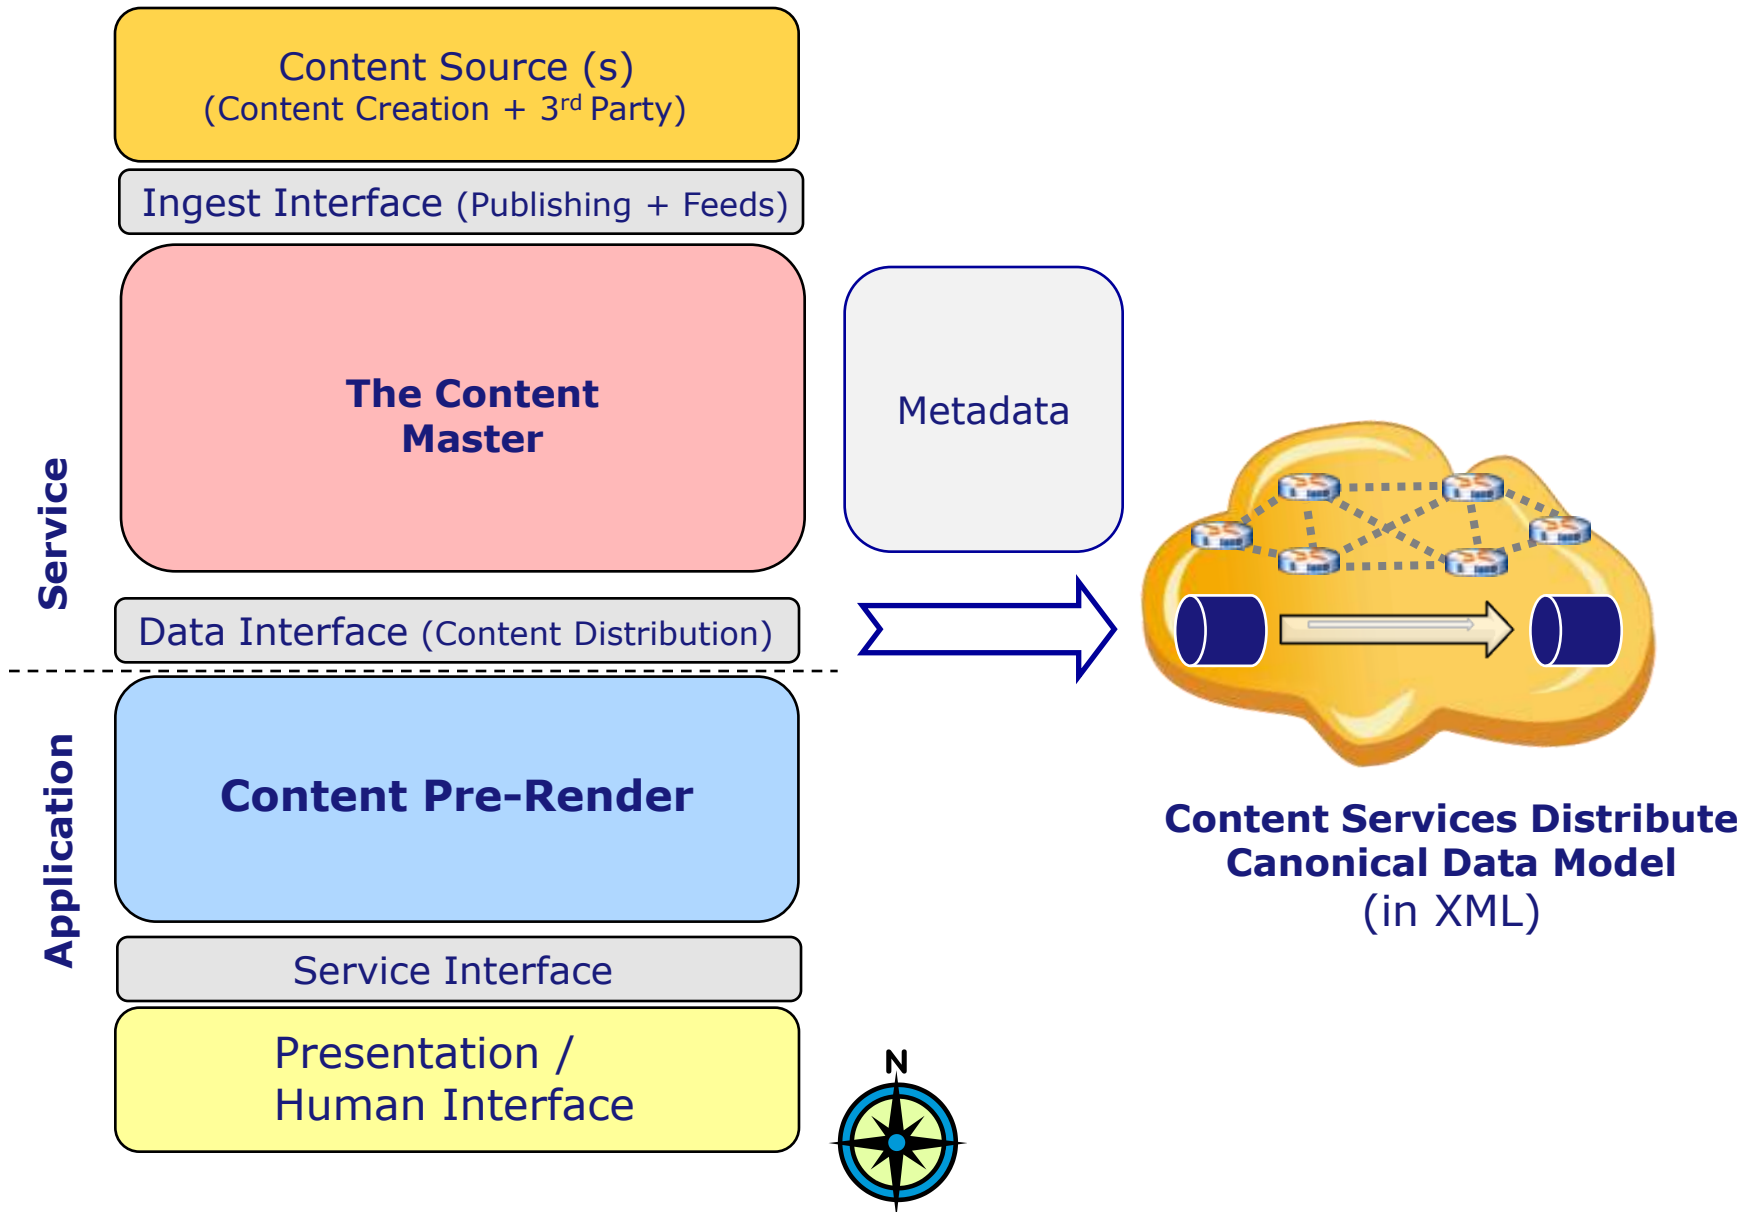 Content Source (s)
(Content Creation + 3rd Party)
Ingest Interface (Publishing + Feeds)
The Content
Master
Metadata
Service
Data Interface (Content Distribution)
Application
Content Pre-Render
Content Services Distribute
Canonical Data Model
(in XML)
Service Interface
Presentation /
Human Interface
N